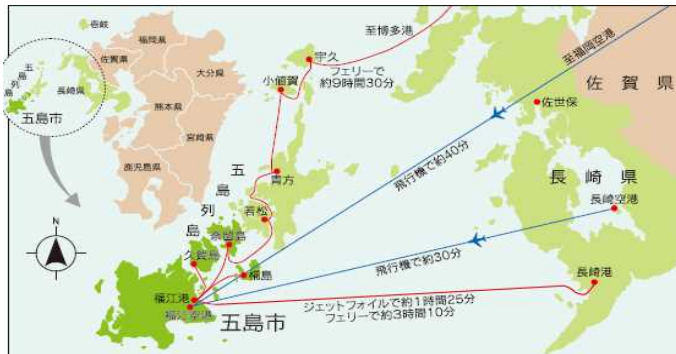 壱岐
福岡県
佐賀県
大分県
長崎県
熊本県
宮崎県
鹿児島県
五島列島
五島市
N
至博多港
宇久
小値賀
フェリーで
約9時間30分
至福岡空港
佐賀県
佐世保
飛行機で約40分
青方
五島列島
若松
奈留島
久賀島
椛島
長崎県
長崎空港
飛行機で約30分
長崎港
福江港
福江空港
五島市
ジェットフォイルで約1時間25分
フェリーで約3時間10分